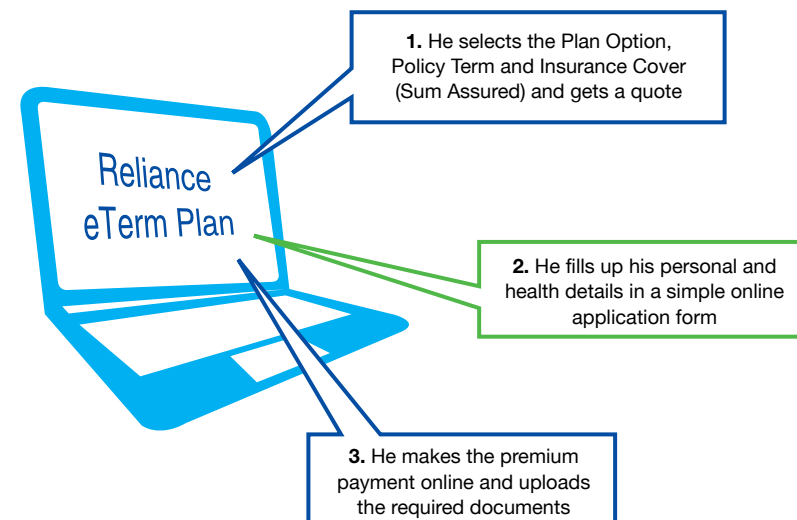 1. He selects the Plan Option,
Policy Term and Insurance Cover
(Sum Assured) and gets a quote
Reliance
eTerm Plan
2. He fills up his personal and
health details in a simple online
application form
3. He makes the premium
payment online and uploads
the required documents